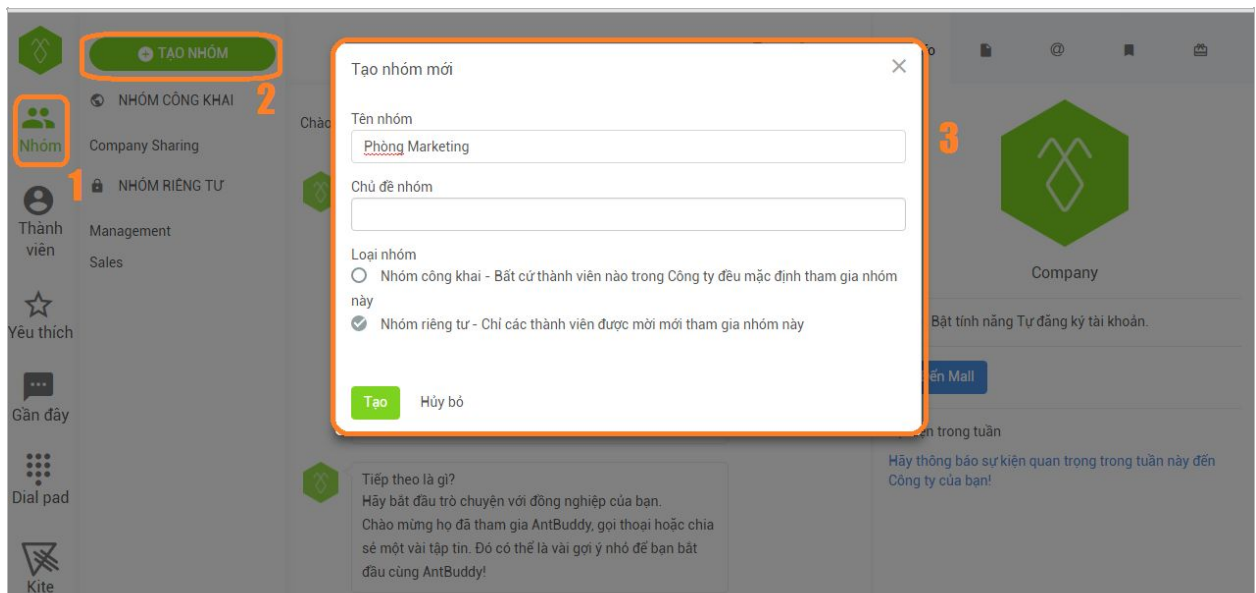 TẠO NHÓM
2
NHÓM CÔNG KHAI
Company Sharing
NHÓM RIÊNG TƯ
Management
Sales
Nhóm
1
Thành
viên
Yêu thích
Gần đây
Dial pad
Kite
Chào
Tạo nhóm mới
Tên nhóm
Phòng Marketing
Chủ đề nhóm
Loại nhóm
Nhóm công khai - Bất cứ thành viên nào trong Công ty đều mặc định tham gia nhóm
này
Nhóm riêng tư - Chỉ các thành viên được mời mới tham gia nhóm này
Tạo Hủy bỏ
3
Tiếp theo là gì?
Hãy bắt đầu trò chuyện với đồng nghiệp của bạn.
Chào mừng họ đã tham gia AntBuddy, gọi thoại hoặc chia
sẻ một vài tập tin. Đó có thể là vài gợi ý nhỏ để bạn bắt
đầu cùng AntBuddy!
@
Company
Bật tính năng Tự đăng ký tài khoản.
Mall
trong tuần
Hãy thông báo sự kiện quan trọng trong tuần này đến
Công ty của bạn!